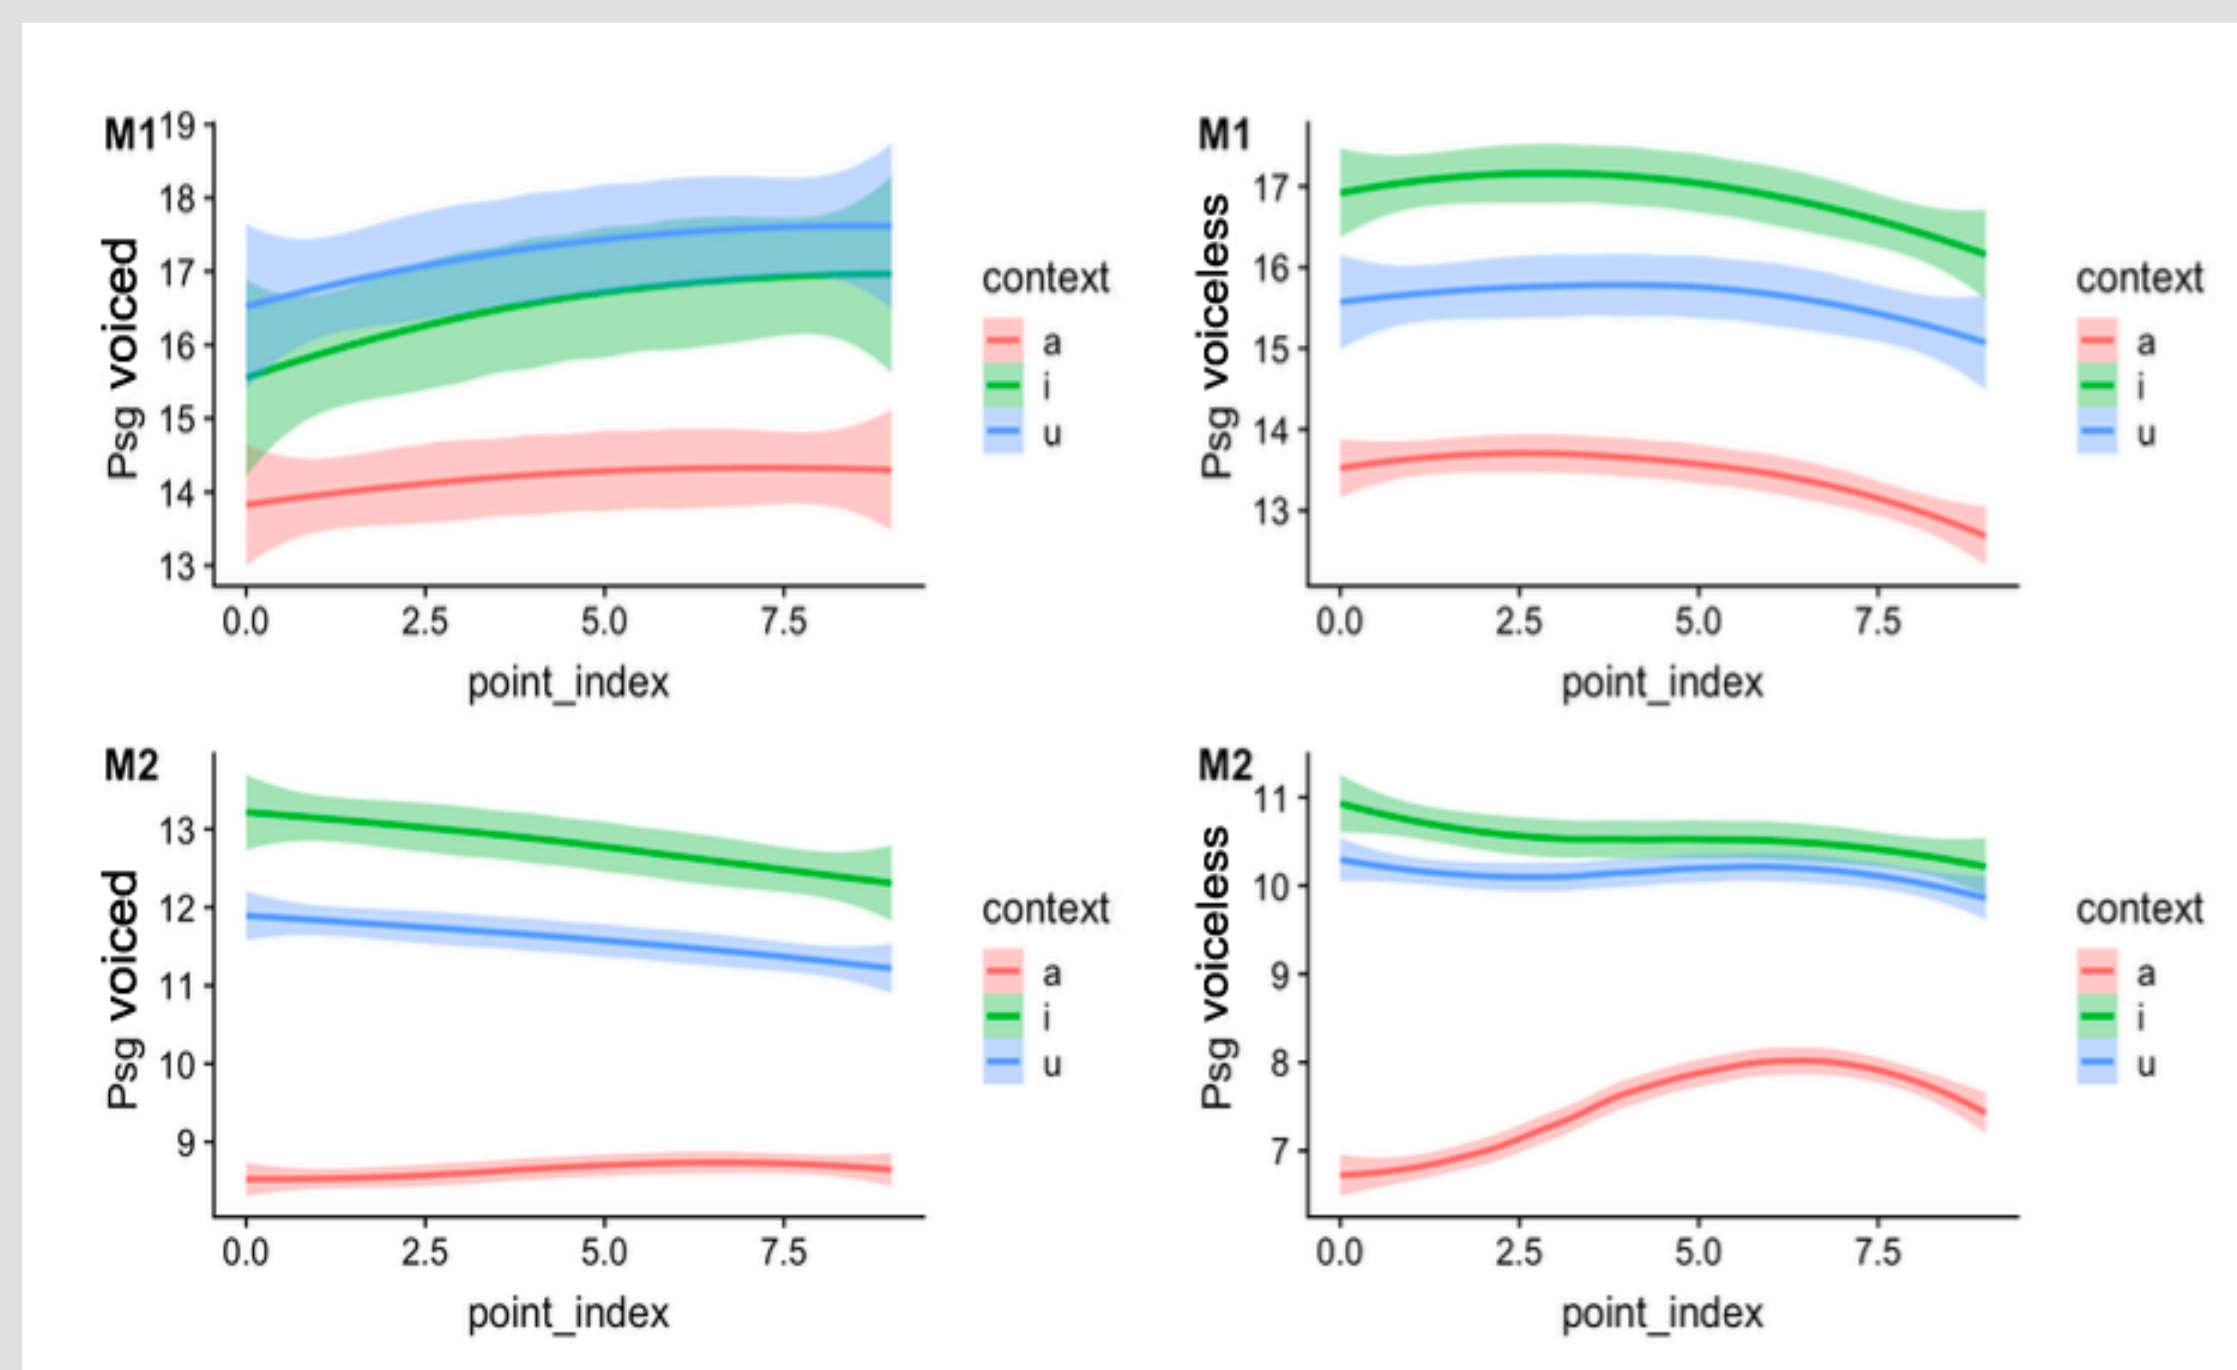 M1
19
18
17
16
15
14
13
Psg voiced
0.0 2.5 5.0 7.5
point_index
context
a
i
u
M1
17
16
15
14
13
Psg voiceless
0.0 2.5 5.0 7.5
point_index
context
a
i
u
M2
13
12
11
10
9
Psg voiced
0.0 2.5 5.0 7.5
point_index
context
a
i
u
M2
11
10
9
8
7
Psg voiceless
0.0 2.5 5.0 7.5
point_index
context
a
i
u